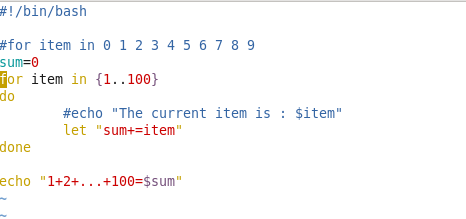 #!/bin/bash
#for item in 0 1 2 3 4 5 6 7 8 9
sum=0
for item in {1..100}
do
#echo "The current item is : $item"
let "sum+=item"
done
echo "1+2+...+100=$sum"
~
~